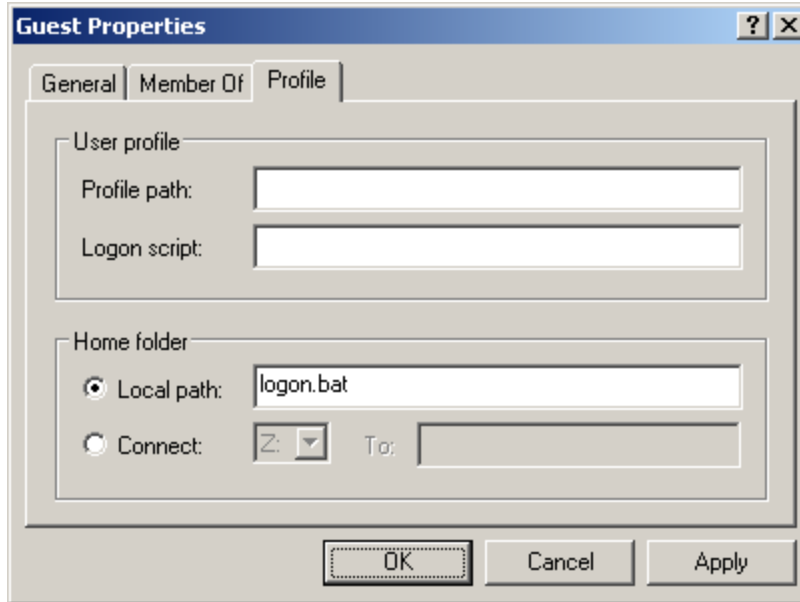 Guest Properties
General Member Of Profile
User profile
Profile path:
Logon script:
Home folder
Local path: logon.bat
Connect: Z: To:
OK Cancel Apply